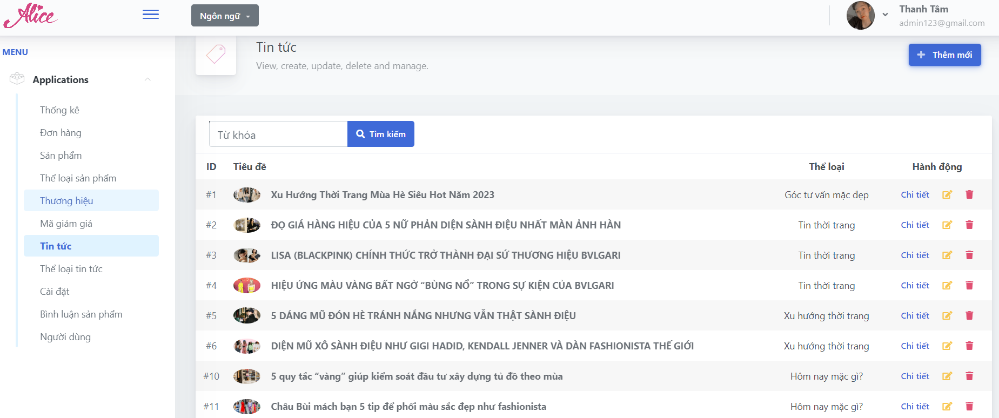 Alice
Ngôn ngữ
Thanh Tâm
admin123@gmail.com
MENU
Applications
Thống kê
Đơn hàng
Sản phẩm
Thể loại sản phẩm
Thương hiệu
Mã giảm giá
Tin tức
Thể loại tin tức
Cài đặt
Bình luận sản phẩm
Người dùng
Tin tức
View, create, update, delete and manage.
Thêm mới
Từ khóa Tìm kiếm
ID Tiêu đề Thể loại Hành động
#1 Xu Hướng Thời Trang Mùa Hè Siêu Hot Năm 2023 Góc tư vấn mặc đẹp Chi tiết
#2 ĐỌ GIÁ HÀNG HIỆU CỦA 5 NỮ PHẢN DIỆN SÀNH ĐIỆU NHẤT MÀN ẢNH HÀN Tin thời trang Chi tiết
#3 LISA (BLACKPINK) CHÍNH THỨC TRỞ THÀNH ĐẠI SỨ THƯƠNG HIỆU BVLGARI Tin thời trang Chi tiết
#4 HIỆU ỨNG MÀU VÀNG BẤT NGỜ “BÙNG NỔ” TRONG SỰ KIỆN CỦA BVLGARI Tin thời trang Chi tiết
#5 5 DÁNG MŨ ĐÓN HÈ TRÁNH NẮNG NHƯNG VẪN THẬT SÀNH ĐIỆU Xu hướng thời trang Chi tiết
#6 DIỆN MŨ XÔ SÀNH ĐIỆU NHƯ GIGI HADID, KENDALL JENNER VÀ DÀN FASHIONISTA THẾ GIỚI Xu hướng thời trang Chi tiết
#10 5 quy tắc “vàng” giúp kiểm soát đầu tư xây dựng tủ đồ theo mùa Hôm nay mặc gì? Chi tiết
#11 Châu Bùi mách bạn 5 tip để phối màu sắc đẹp như fashionista Hôm nay mặc gì? Chi tiết